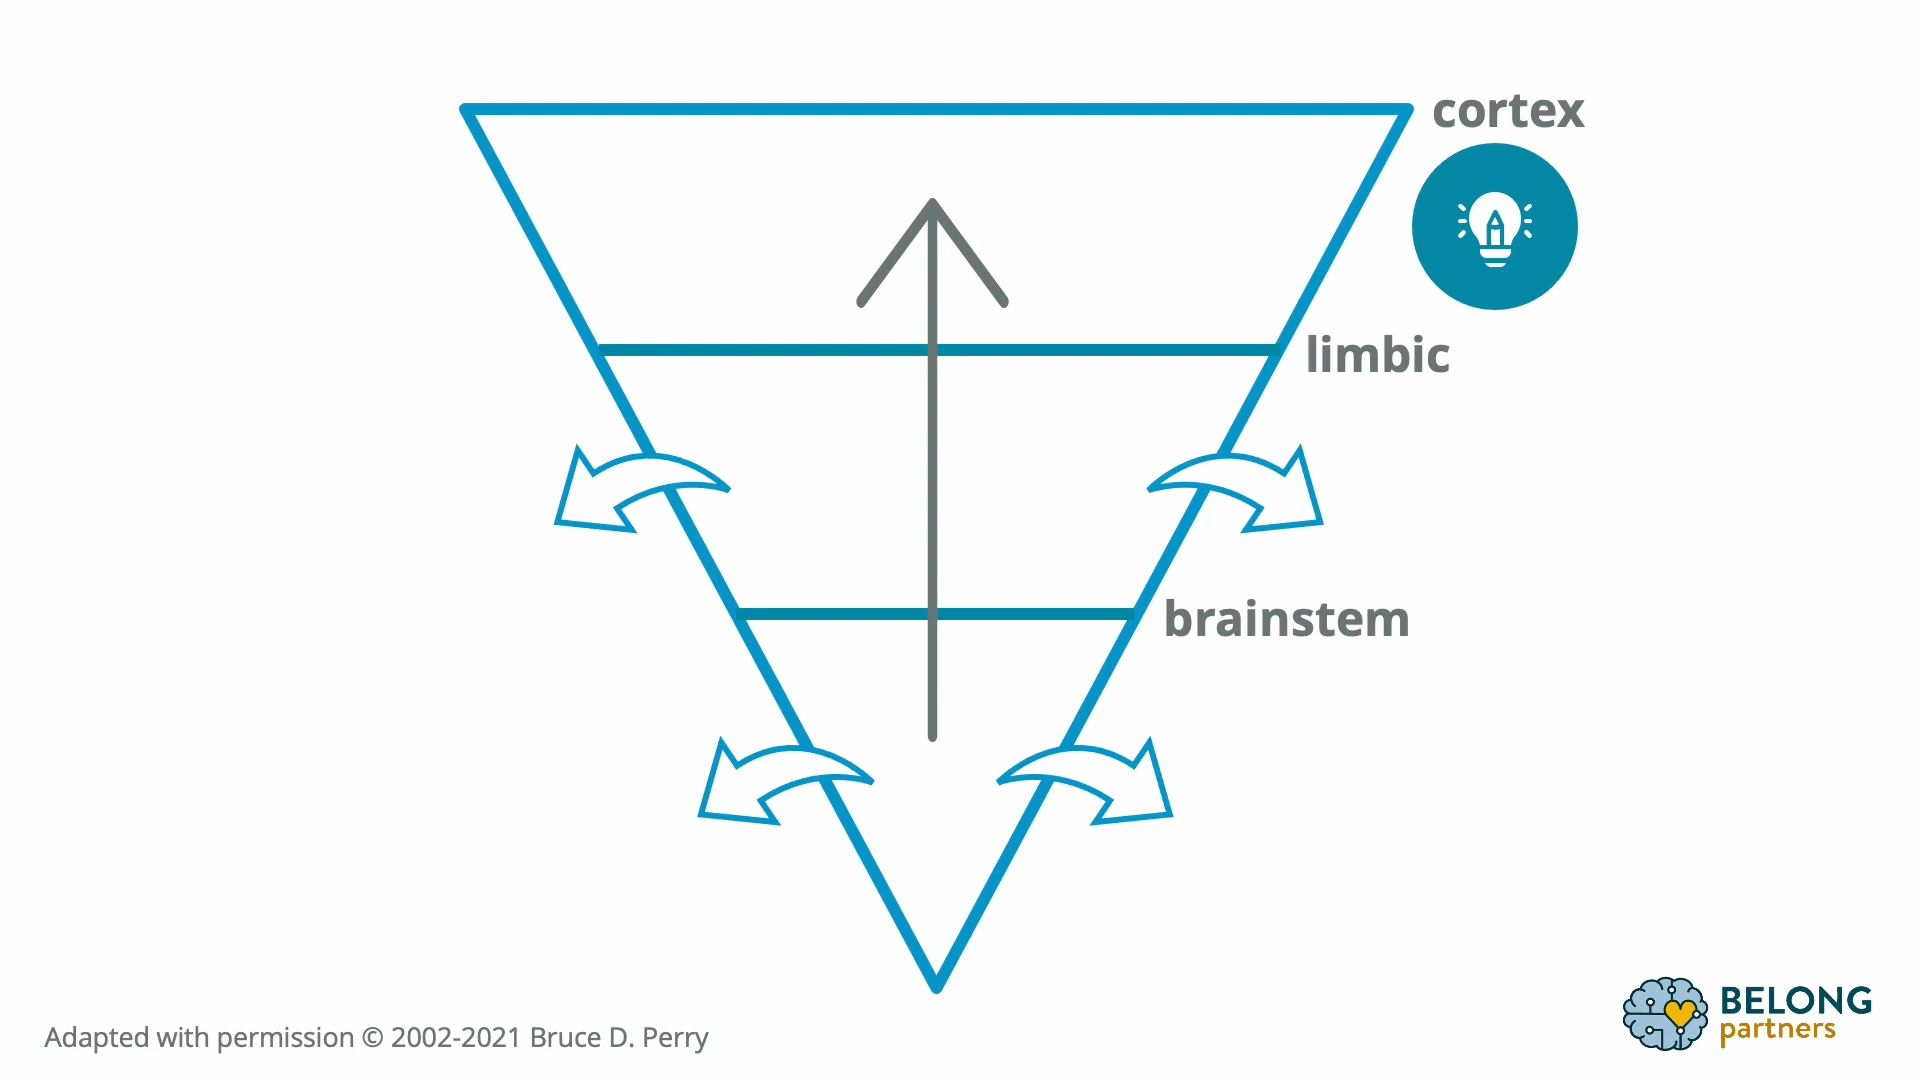 cortex
limbic
brainstem
Adapted with permission © 2002-2021 Bruce D. Perry
BELONG
partners